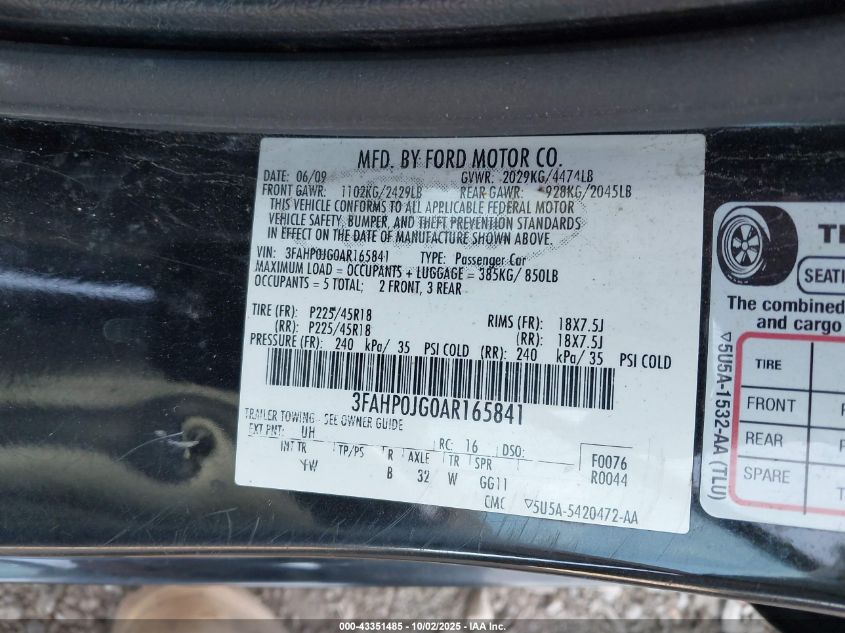 MFD. BY FORD MOTOR CO.
DATE: 06/09 GVWR: 2029KG/4474LB
FRONT GAWR: 1102KG/2429LB REAR GAWR: 928KG/2045LB
THIS VEHICLE CONFORMS TO ALL APPLICABLE FEDERAL MOTOR
VEHICLE SAFETY, BUMPER, AND THEFT PREVENTION STANDARDS
IN EFFECT ON THE DATE OF MANUFACTURE SHOWN ABOVE.
VIN: 3FAHP0JG0AR165841 TYPE: Passenger Car
MAXIMUM LOAD = OCCUPANTS + LUGGAGE = 385KG/ 850LB
OCCUPANTS = 5 TOTAL; 2 FRONT, 3 REAR
TIRE (FR): P225/45R18 RIMS (FR): 18X7.5J
(RR): P225/45R18 (RR): 18X7.5J
PRESSURE (FR): 240 kPa/ 35 PSI COLD (RR): 240 kPa/ 35 PSI COLD
3FAHP0JG0AR165841
TRAILER TOWING - SEE OWNER GUIDE
EXT PNT: UH RC: 16 DSO: F0076
INT TR TP/PS R AXLE TR SPR R0044
YW B 32 W GG11
CMC ▽5U5A-5420472-AA
SEATI
The combined
and cargo
TIRE
FRONT
REAR
SPARE
▽5U5A-1532-AA (TLU)
000-43351485 - 10/02/2025 - IAA Inc.